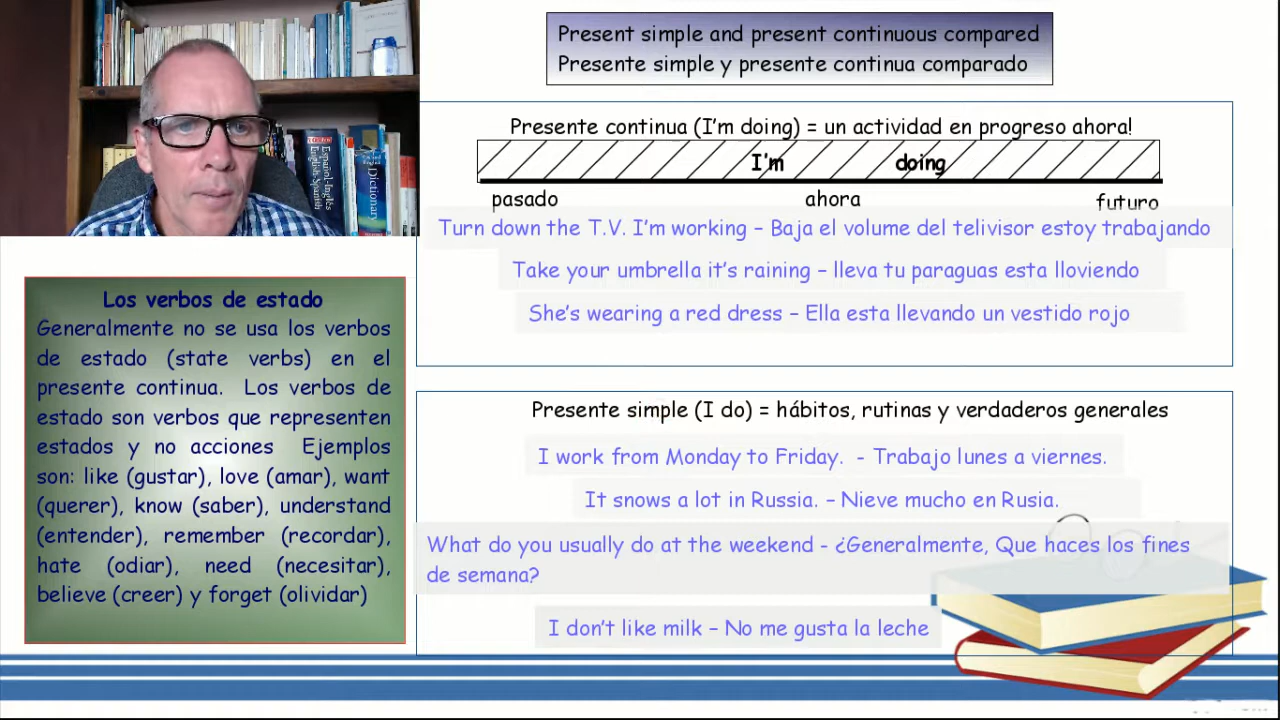 Present simple and present continuous compared
Presente simple y presente continua comparado
Presente continua (I'm doing) = un actividad en progreso ahora!
I'm doing
pasado ahora futuro
Turn down the T.V. I'm working – Baja el volume del telivisor estoy trabajando
Take your umbrella it's raining – lleva tu paraguas esta lloviendo
She's wearing a red dress – Ella esta llevando un vestido rojo
Los verbos de estado
Generalmente no se usa los verbos
de estado (state verbs) en el
presente continua. Los verbos de
estado son verbos que representen
estados y no acciones Ejemplos
son: like (gustar), love (amar), want
(querer), know (saber), understand
(entender), remember (recordar),
hate (odiar), need (necesitar),
believe (creer) y forget (olividar)
Presente simple (I do) = hábitos, rutinas y verdaderos generales
I work from Monday to Friday. - Trabajo lunes a viernes.
It snows a lot in Russia. – Nieve mucho en Rusia.
What do you usually do at the weekend - ¿Generalmente, Que haces los fines
de semana?
I don't like milk – No me gusta la leche
Español-Inglés
English-Spanish
Dictionary